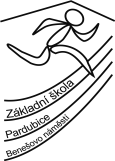 Základní škola
Pardubice
Benešovo náměstí